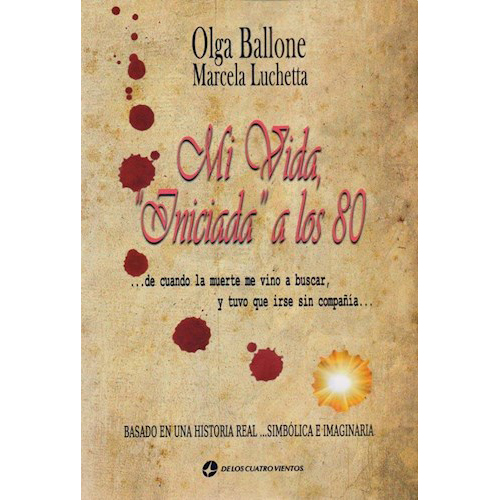 Olga Ballone
Marcela Luchetta
Mi Vida,
"Iniciada" a los 80
...de cuando la muerte me vino a buscar,
y tuvo que irse sin compañia...
BASADO EN UNA HISTORIA REAL ...SIMBÓLICA E IMAGINARIA
DE LOS CUATRO VIENTOS